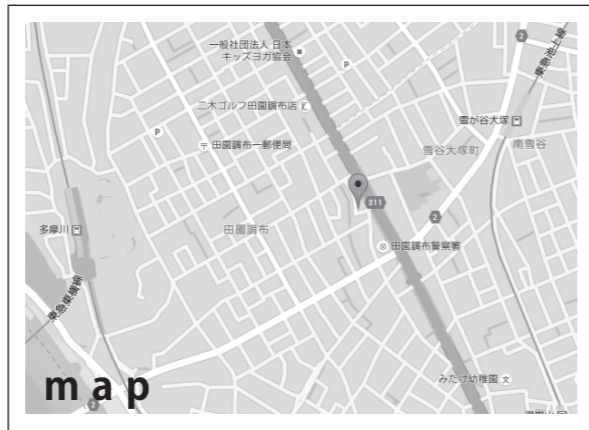 一般社団法人 日本
キッズヨガ協会
2
東急池上線
P
二木ゴルフ田園調布店
雪が谷大塚
P
〒 田園調布一郵便局
雪谷大塚町
南雪谷
311
2
多摩川
田園調布
田園調布警察署
東急東横線
みたけ幼稚園 文
map
2